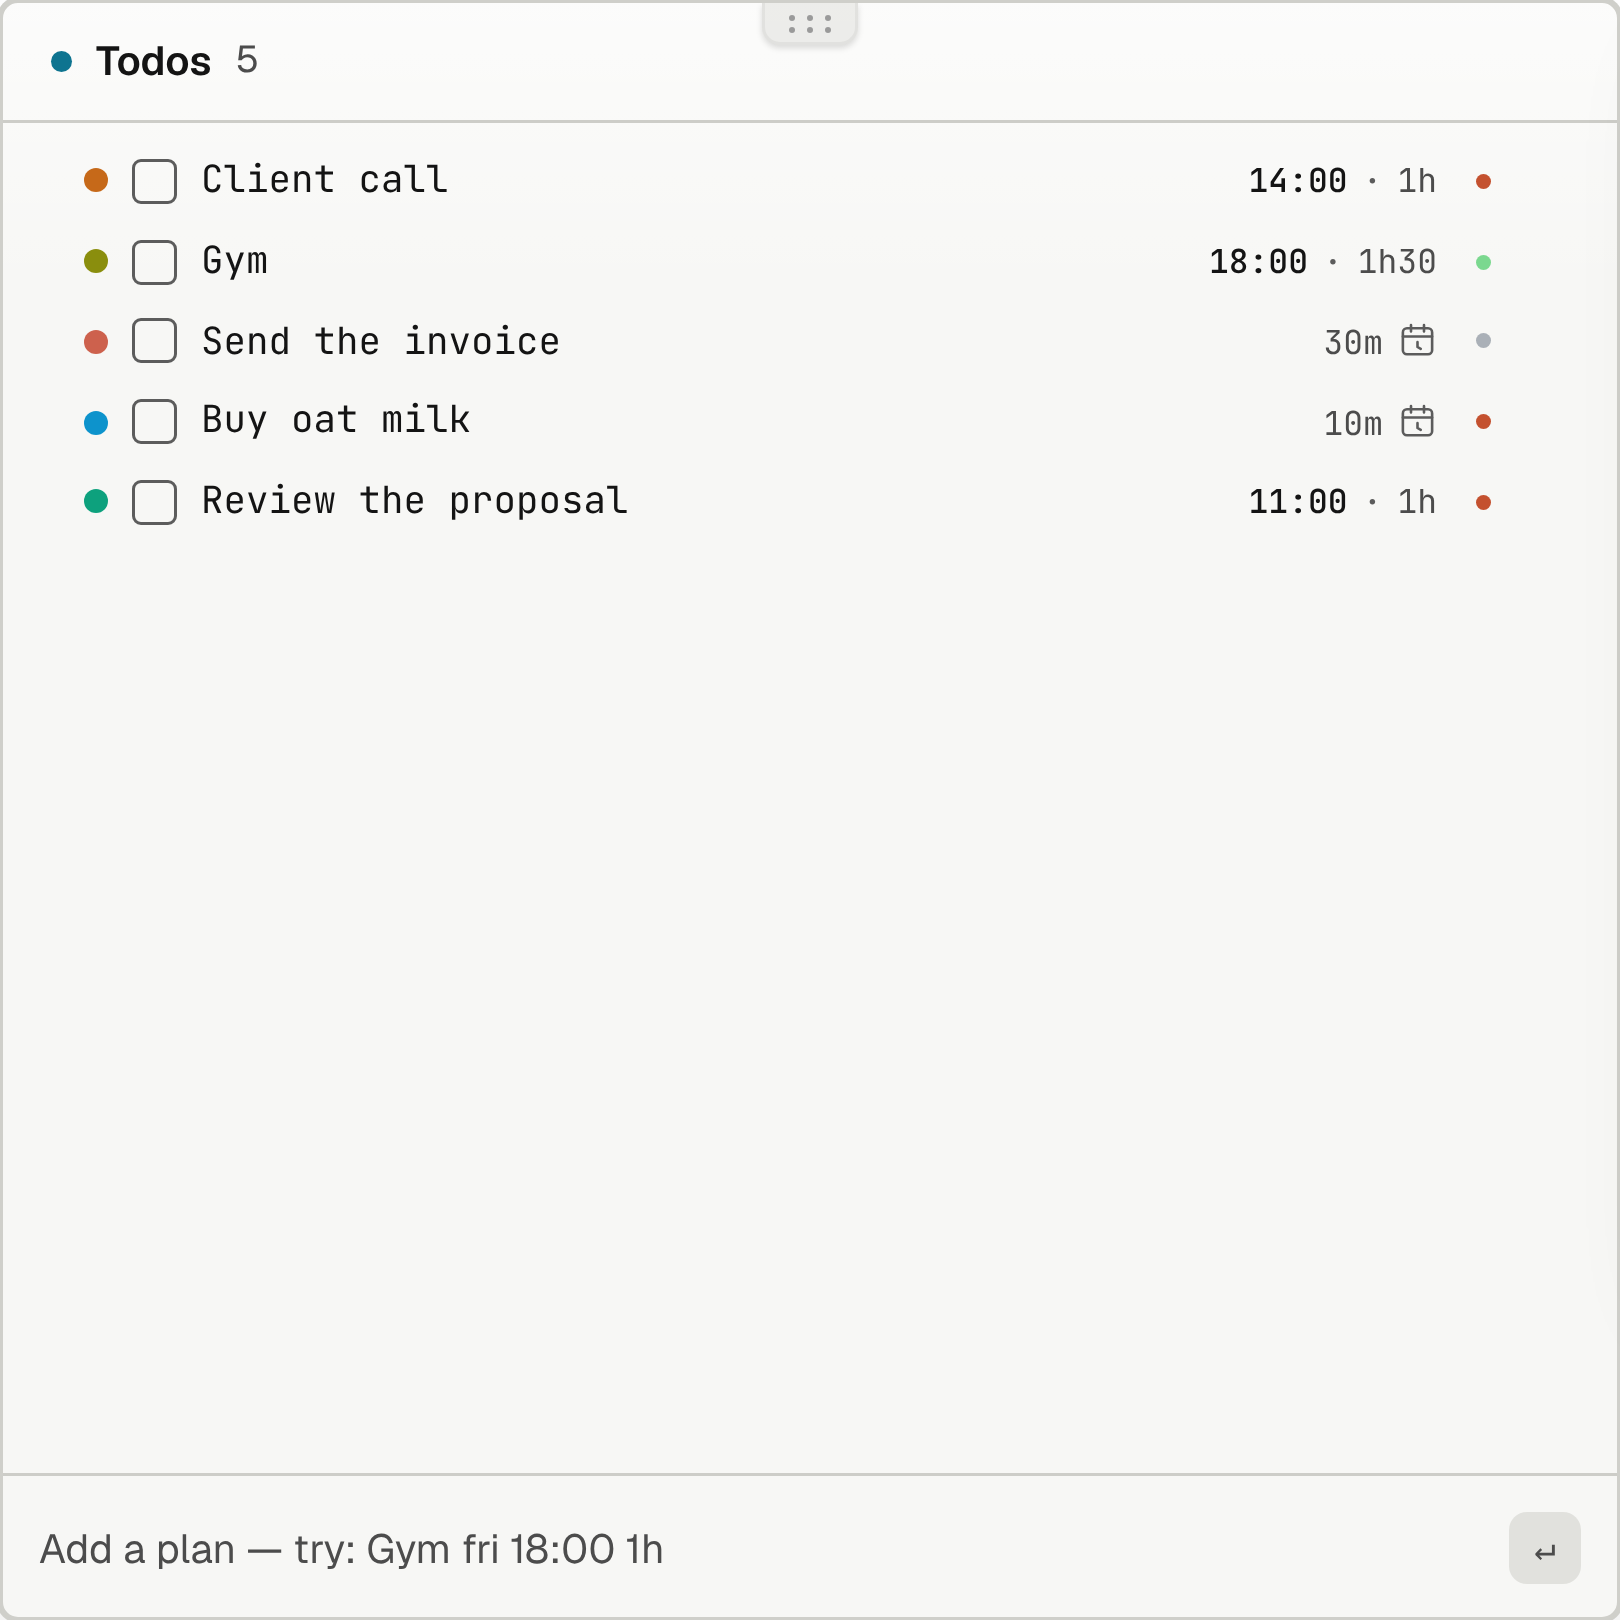 Todos 5
Client call 14:00 · 1h
Gym 18:00 · 1h30
Send the invoice 30m
Buy oat milk 10m
Review the proposal 11:00 · 1h
Add a plan — try: Gym fri 18:00 1h